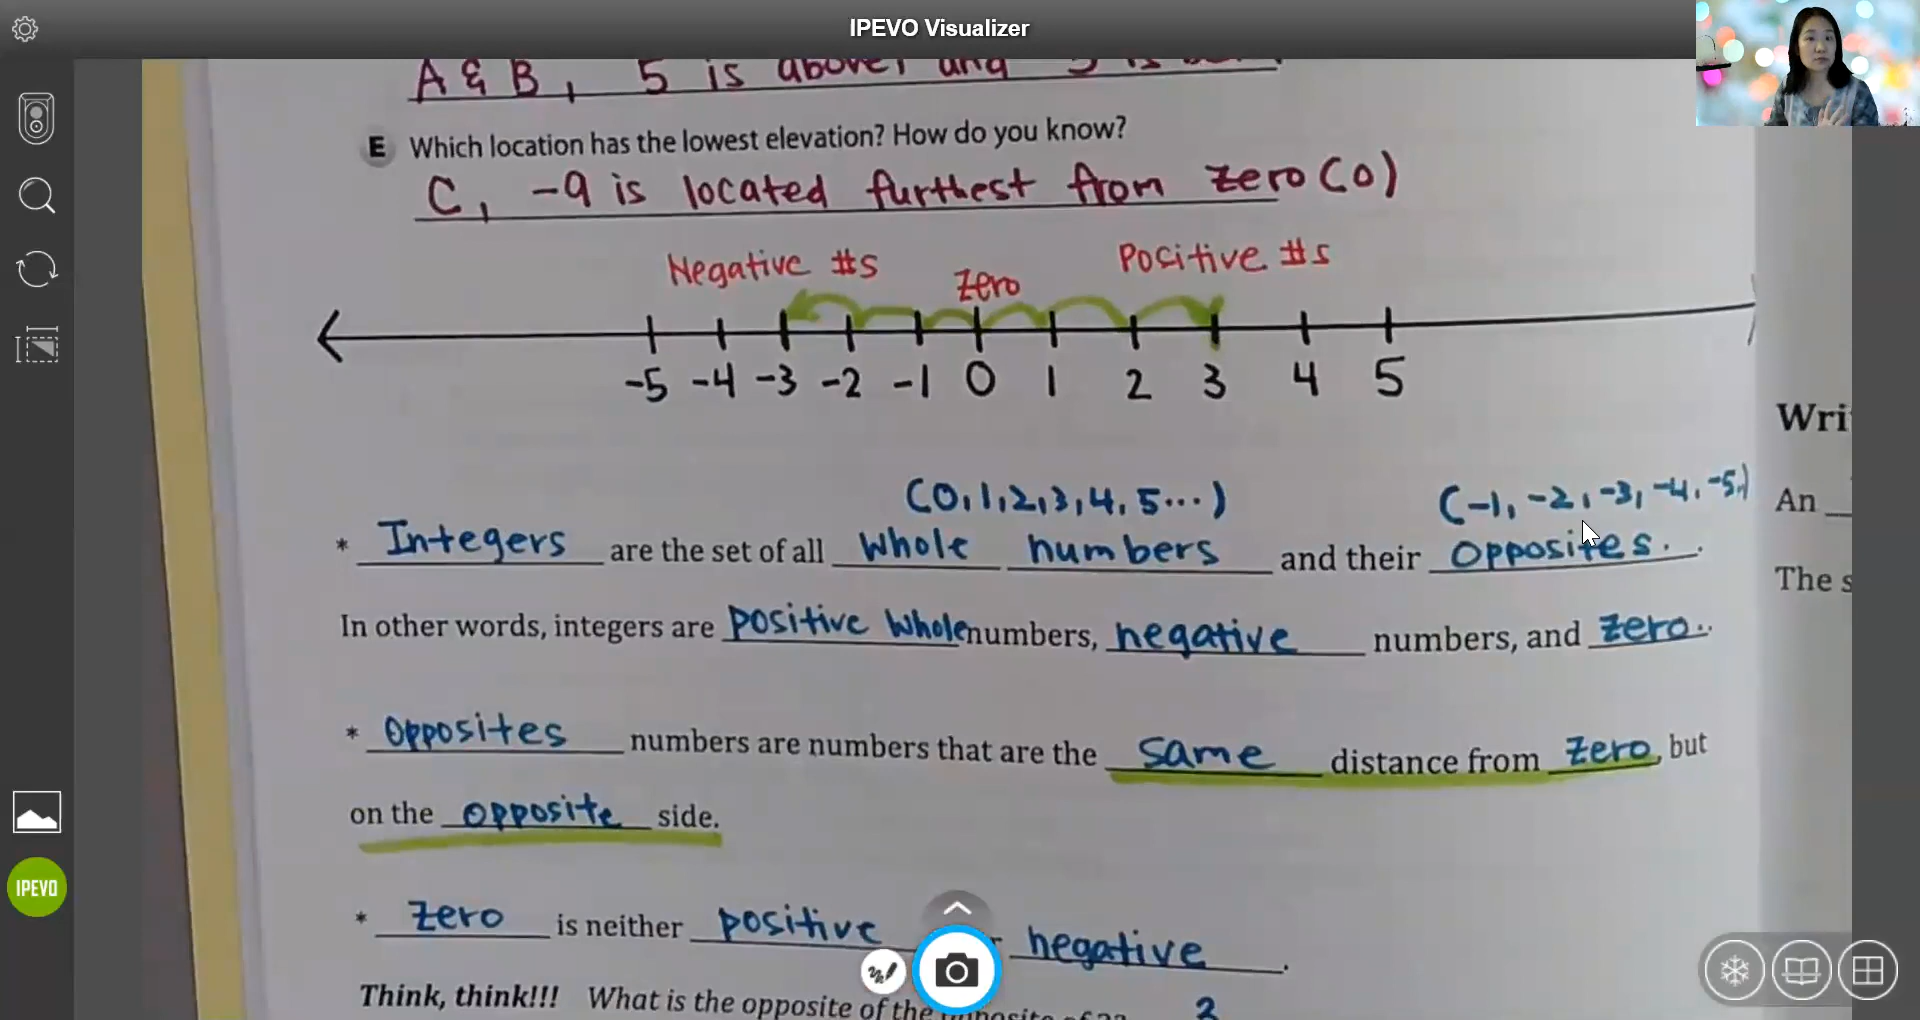 IPEVO Visualizer
A & B, 5 is above, and
E Which location has the lowest elevation? How do you know?
C, -9 is located furthest from zero (0)
Negative #s Zero Positive #s
-5 -4 -3 -2 -1 0 1 2 3 4 5
(0,1,2,3,4,5...) (-1, -2, -3, -4, -5,)
* Integers are the set of all whole numbers and their opposites.
In other words, integers are positive whole numbers, negative numbers, and zero.
* Opposites numbers are numbers that are the same distance from zero, but
on the opposite side.
* Zero is neither positive negative.
Think, think!!! What is the opposite of the
Wri
An
The s
IPEVO